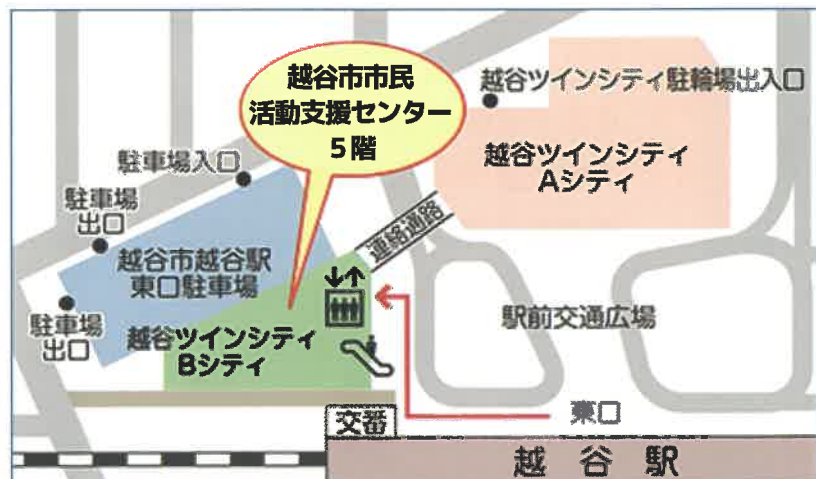 越谷市市民
活動支援センター
5階
越谷ツインシティ駐輪場出入口
越谷ツインシティ
Aシティ
駐車場入口
駐車場
出口
連絡通路
越谷市越谷駅
東口駐車場
駐車場
出口
越谷ツインシティ
Bシティ
駅前交通広場
東口
交番
越谷駅